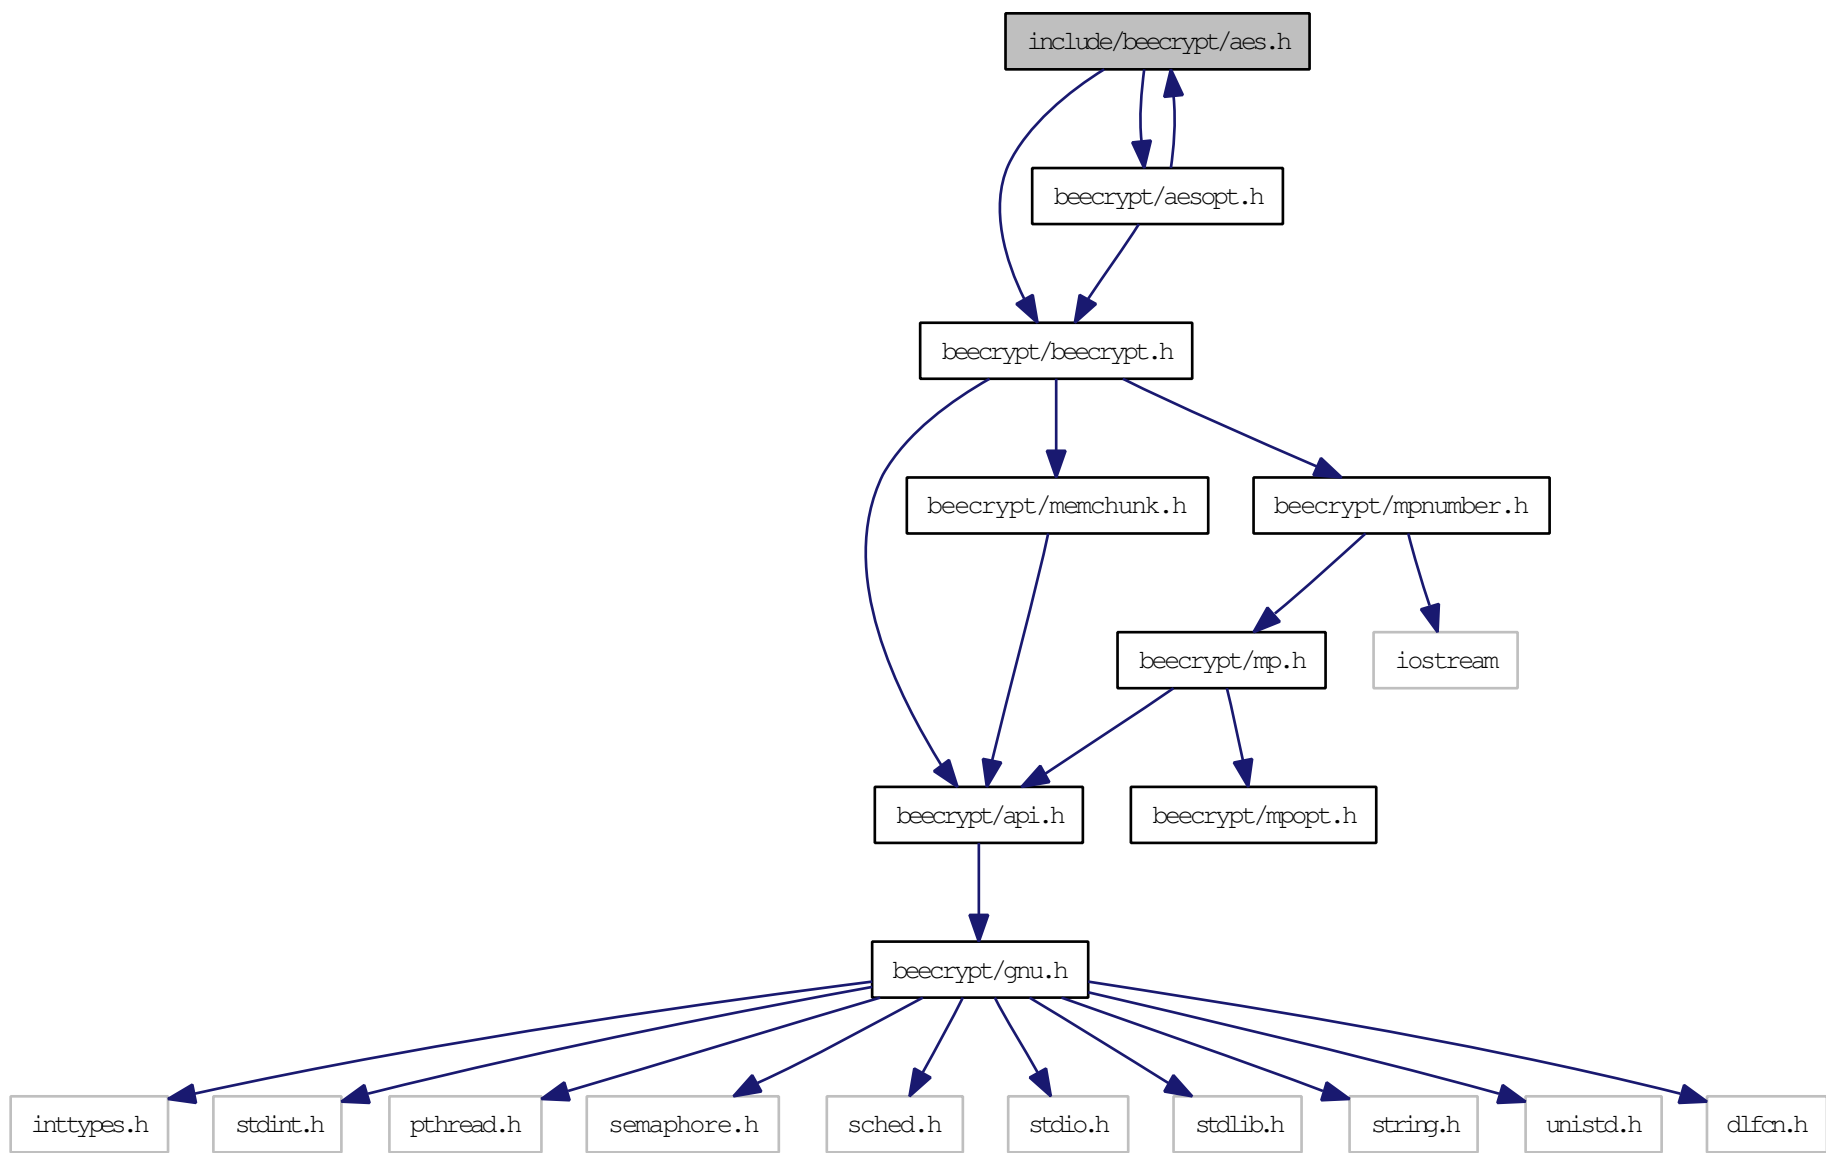 include/beecrypt/aes.h
beecrypt/aesopt.h
beecrypt/beecrypt.h
beecrypt/memchunk.h
beecrypt/mpnumber.h
beecrypt/mp.h
iostream
beecrypt/api.h
beecrypt/mpopt.h
beecrypt/gnu.h
inttypes.h
stdint.h
pthread.h
semaphore.h
sched.h
stdio.h
stdlib.h
string.h
unistd.h
dlfcn.h